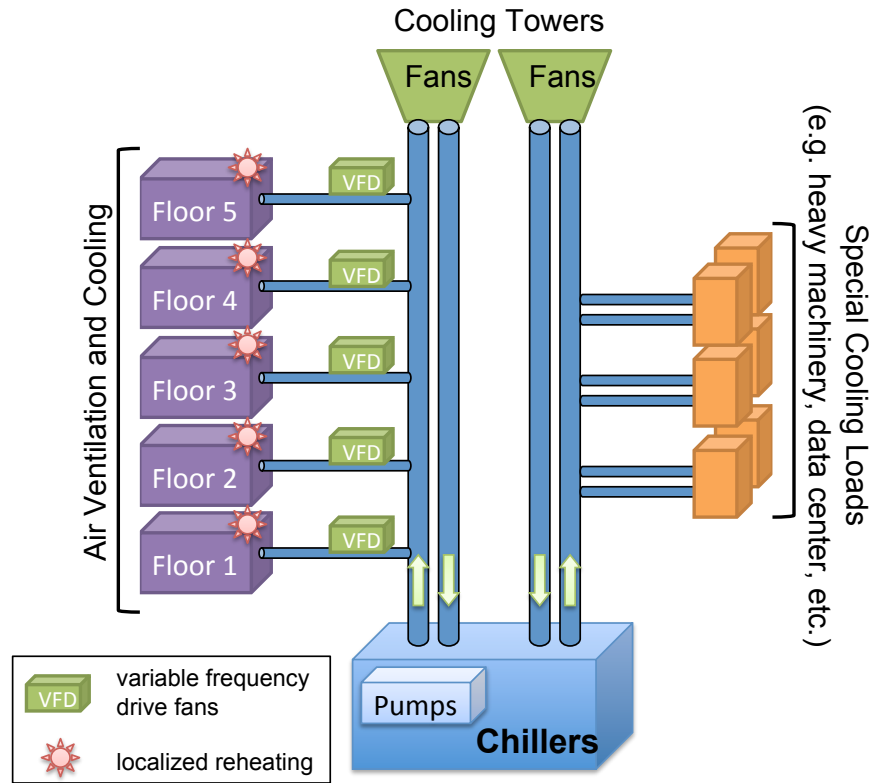 Cooling Towers
Fans
Fans
Air Ventilation and Cooling
Floor 5
VFD
Floor 4
VFD
Floor 3
VFD
Floor 2
VFD
Floor 1
VFD
Special Cooling Loads
(e.g. heavy machinery, data center, etc.)
Pumps
Chillers
VFD
variable frequency
drive fans
localized reheating